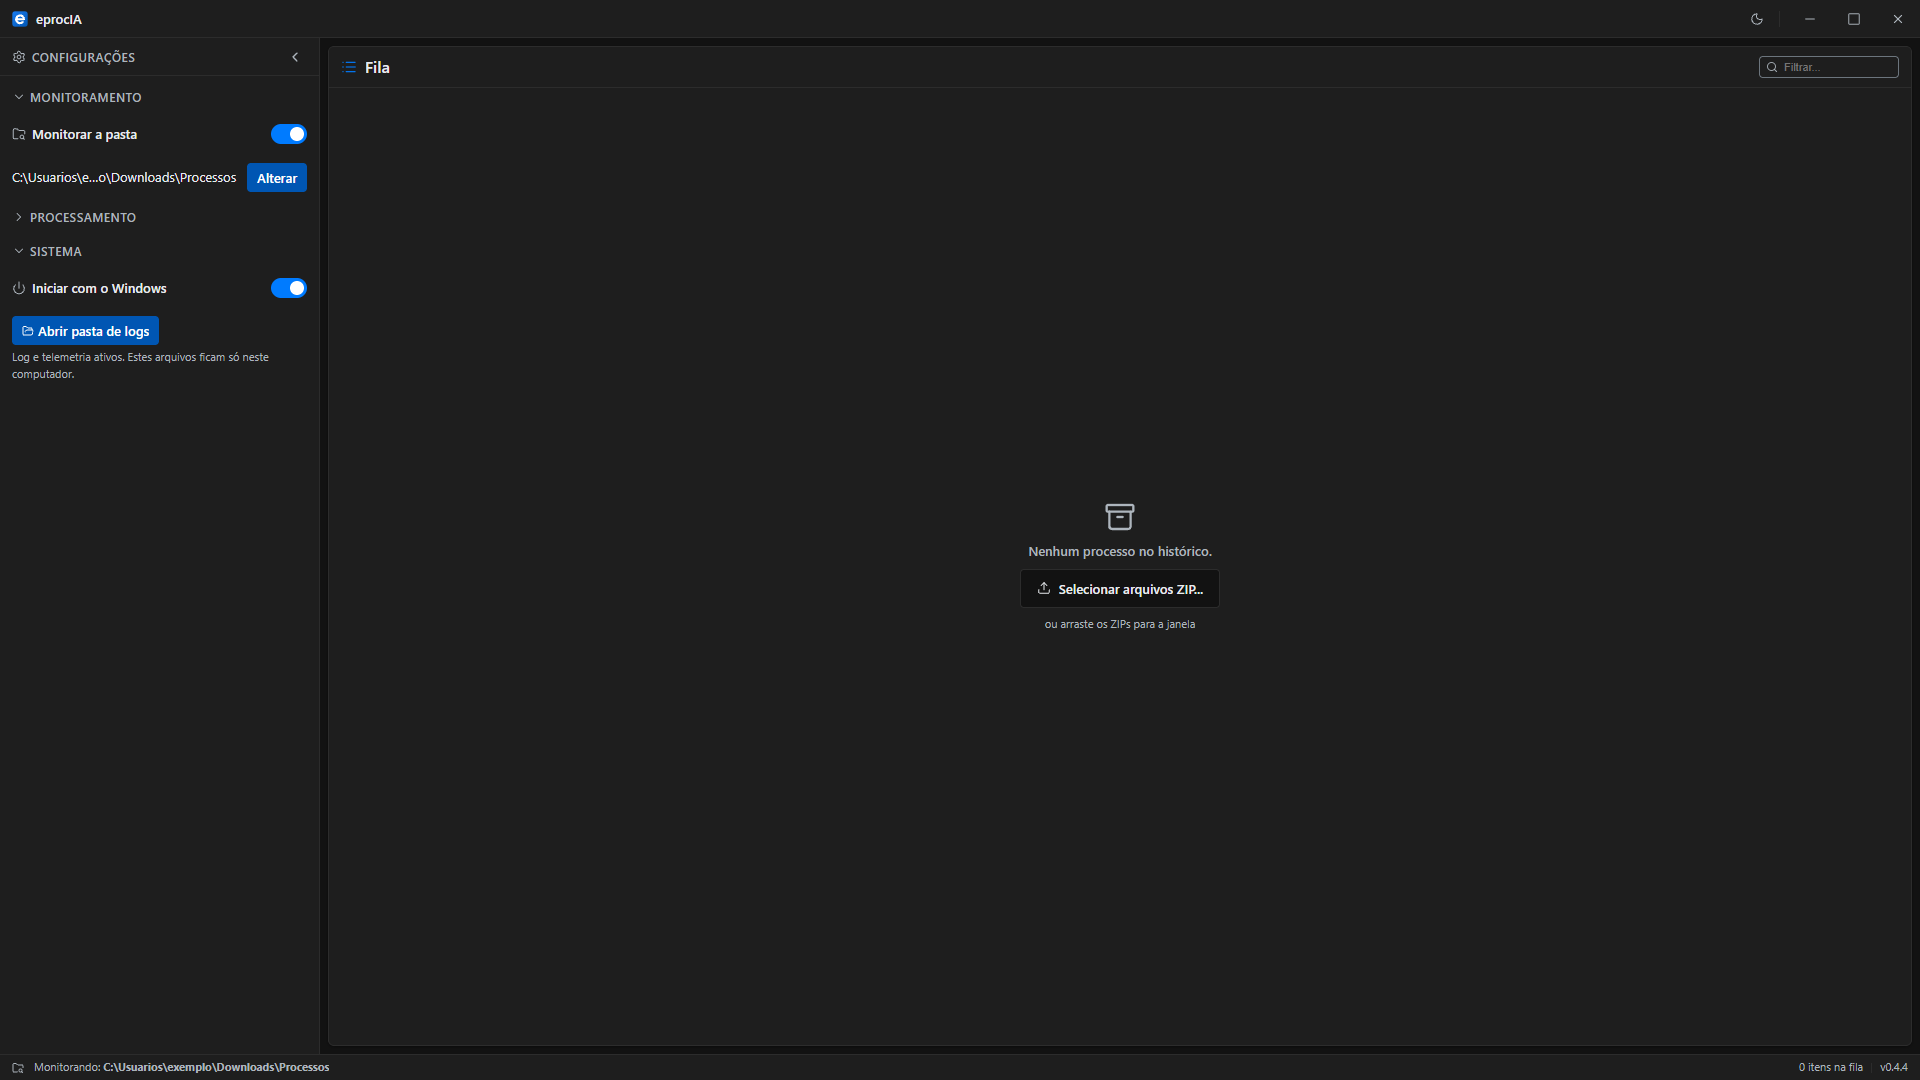 eprocIA
CONFIGURAÇÕES
MONITORAMENTO
Monitorar a pasta
C:\Usuarios\e...o\Downloads\Processos
Alterar
PROCESSAMENTO
SISTEMA
Iniciar com o Windows
Abrir pasta de logs
Log e telemetria ativos. Estes arquivos ficam só neste
computador.
Fila
Filtrar...
Nenhum processo no histórico.
Selecionar arquivos ZIP...
ou arraste os ZIPs para a janela
Monitorando: C:\Usuarios\exemplo\Downloads\Processos
0 itens na fila
v0.4.4